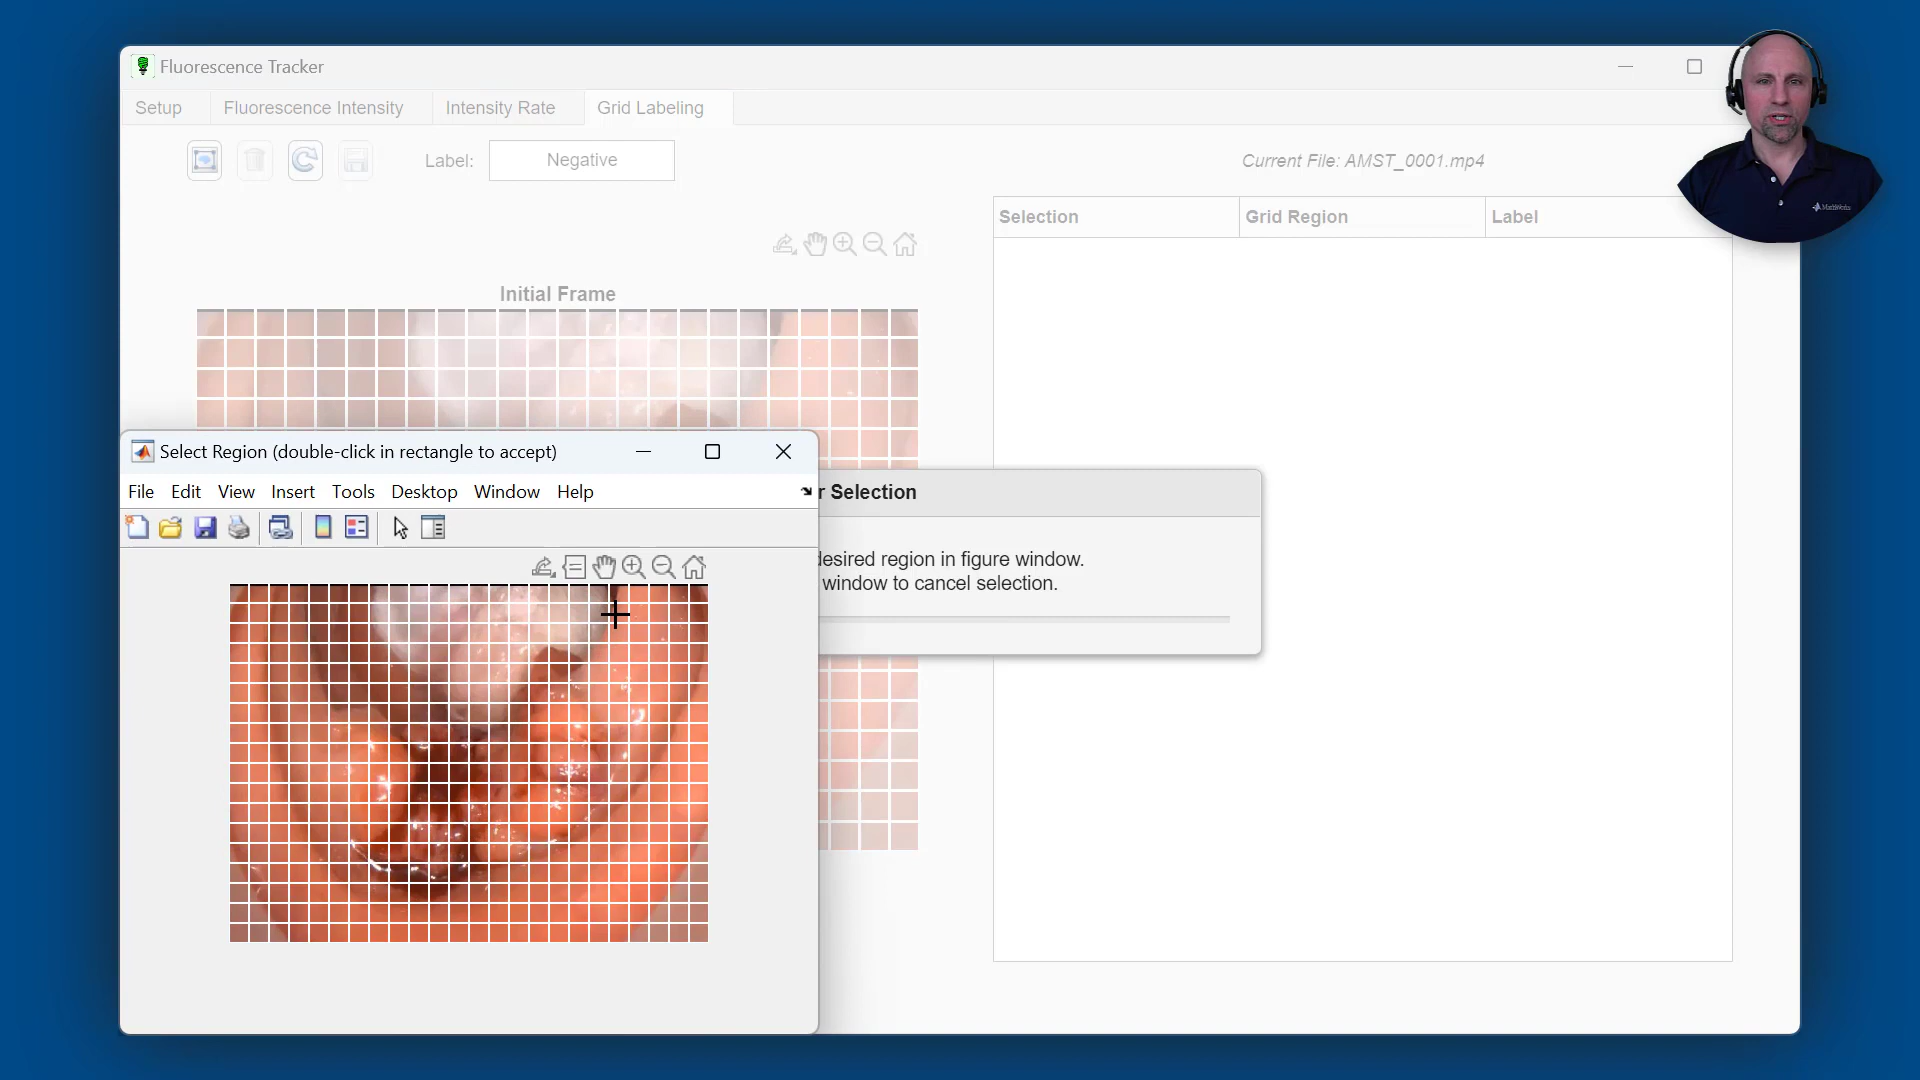 Fluorescence Tracker
Setup
Fluorescence Intensity
Intensity Rate
Grid Labeling
Label:
Negative
Current File: AMST_0001.mp4
Selection
Grid Region
Label
Initial Frame
Select Region (double-click in rectangle to accept)
File Edit View Insert Tools Desktop Window Help
r Selection
desired region in figure window.
window to cancel selection.
MathWorks